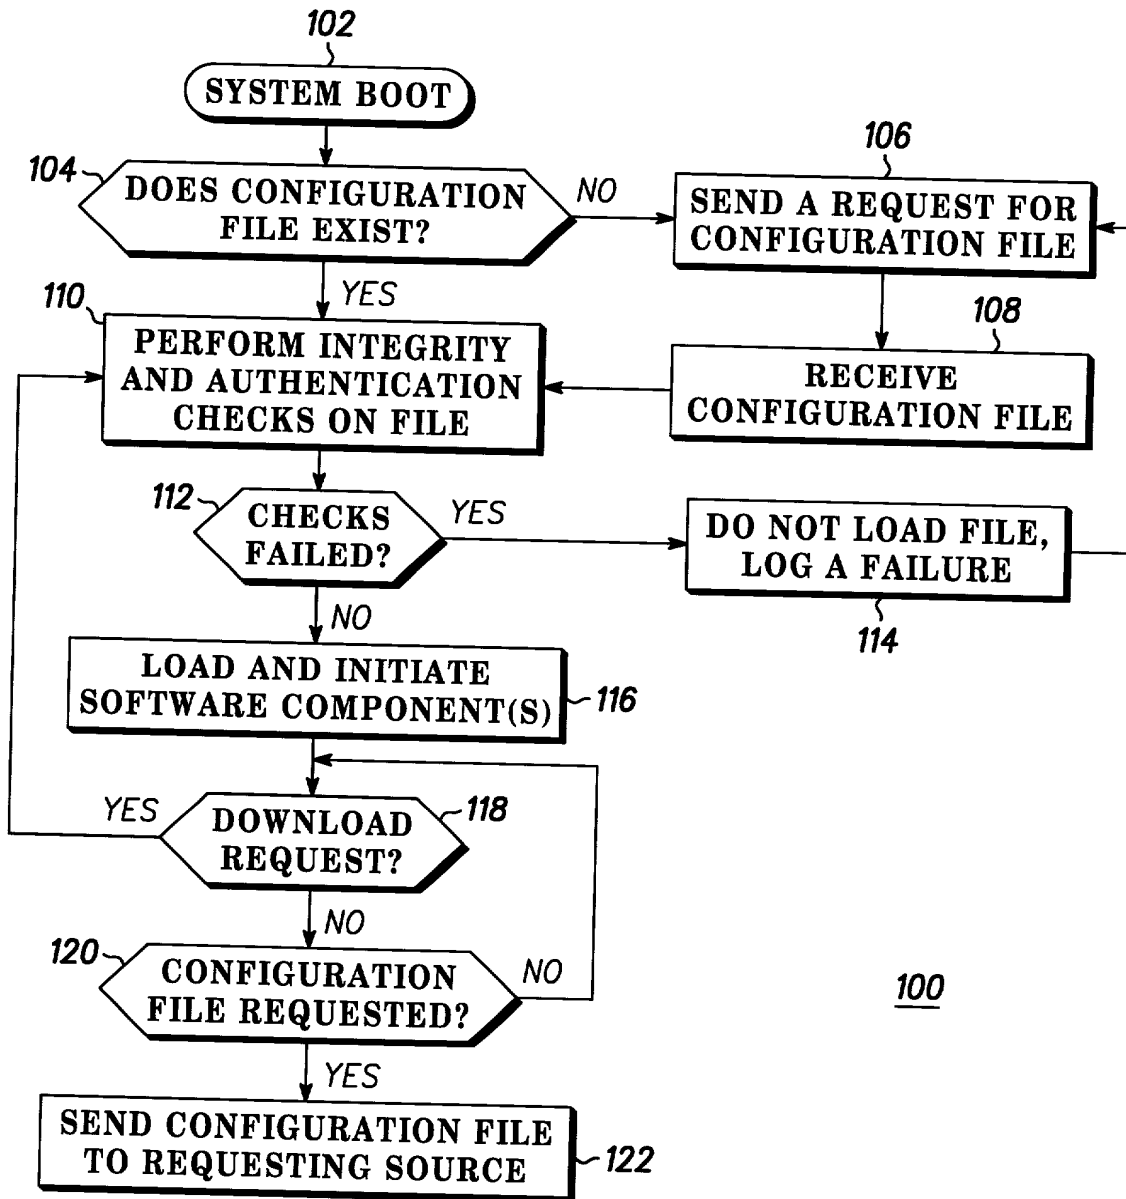 102
SYSTEM BOOT
104
DOES CONFIGURATION
FILE EXIST?
NO
106
SEND A REQUEST FOR
CONFIGURATION FILE
YES
108
RECEIVE
CONFIGURATION FILE
110
PERFORM INTEGRITY
AND AUTHENTICATION
CHECKS ON FILE
112
CHECKS
FAILED?
YES
DO NOT LOAD FILE,
LOG A FAILURE
114
NO
LOAD AND INITIATE
SOFTWARE COMPONENT(S)
116
YES
DOWNLOAD
REQUEST?
118
NO
120
CONFIGURATION
FILE REQUESTED?
NO
100
YES
SEND CONFIGURATION FILE
TO REQUESTING SOURCE
122